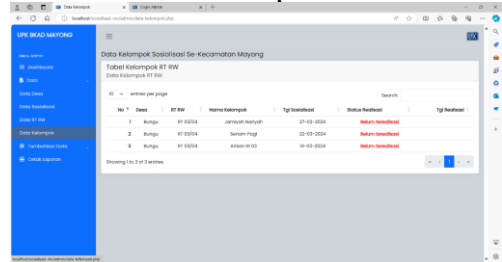 Data Kelompok
Login Admin
localhost/sosialisasi-mciadmin/data-kelompok.php
UPK BKAD MAYONG
Menu Admin
Dashboard
Data
Data Desa
Data Sosialisasi
Data RT RW
Data Kelompok
Tambahkan Data
Cetak Laporan
Data Kelompok Sosialisasi Se-Kecamatan Mayong
Tabel Kelompok RT RW
Data Kelompok RT RW
10 entries per page
Search:
No Desa RT RW Nama Kelompok Tgl Sosialisasi Status Realisasi Tgl Realisasi
1 Bungu RT 03/04 Jamiyah Nariyah 27-03-2024 Belum terealisasi
2 Bungu RT 03/04 Senam Pagi 22-03-2024 Belum terealisasi
3 Bungu RT 03/04 Arisan W 03 14-03-2024 Belum terealisasi
Showing 1 to 3 of 3 entries
« ‹ 1 › »